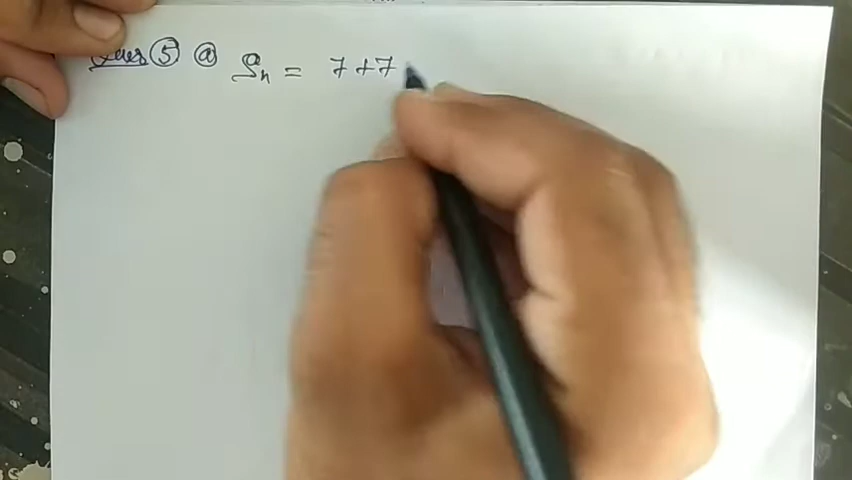 Ques ⑤ ⓐ Sn = 7+7